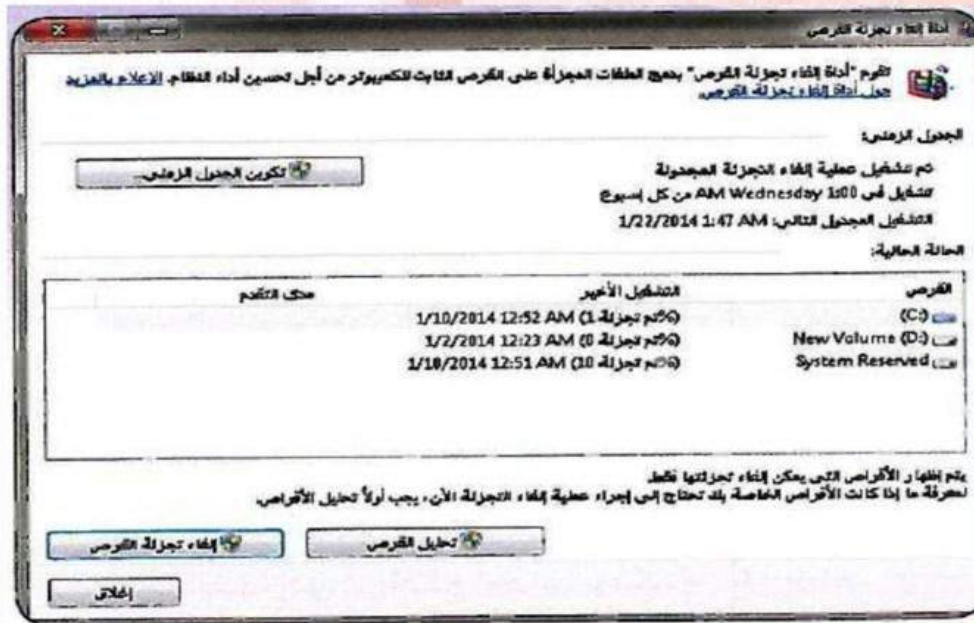 أداة إلغاء تجزئة القرص
تقوم "أداة إلغاء تجزئة القرص" بدمج الملفات المجزأة على القرص الثابت للكمبيوتر من أجل تحسين أداء النظام. الإعلام بالمزيد
حول أداة إلغاء تجزئة القرص.
الجدول الزمني:
تم تشغيل عملية إلغاء التجزئة المجدولة
تكوين الجدول الزمني...
تشغيل في 1:00 AM Wednesday من كل إسبوع
التشغيل المجدول التالي: 1/22/2014 1:47 AM
الحالة الحالية:
القرص التشغيل الأخير مدى التقدم
(C:) 1/10/2014 12:52 AM (1 تم تجزئة%)
New Volume (D:) 1/2/2014 12:23 AM (0 تم تجزئة%)
System Reserved 1/10/2014 12:51 AM (10 تم تجزئة%)
يتم إظهار الأقراص التي يمكن إلغاء تجزئتها فقط.
لمعرفة ما إذا كانت الأقراص الخاصة بك تحتاج إلى إجراء عملية إلغاء التجزئة الآن، يجب أولاً تحليل الأقراص.
تحليل القرص
إلغاء تجزئة القرص
إغلاق